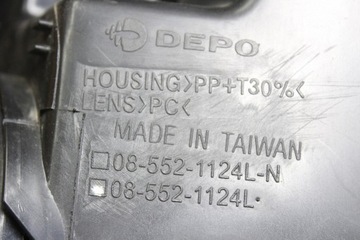 DEPO
HOUSING>PP+T30%<
LENS>PC<
MADE IN TAIWAN
08-552-1124L-N
08-552-1124L